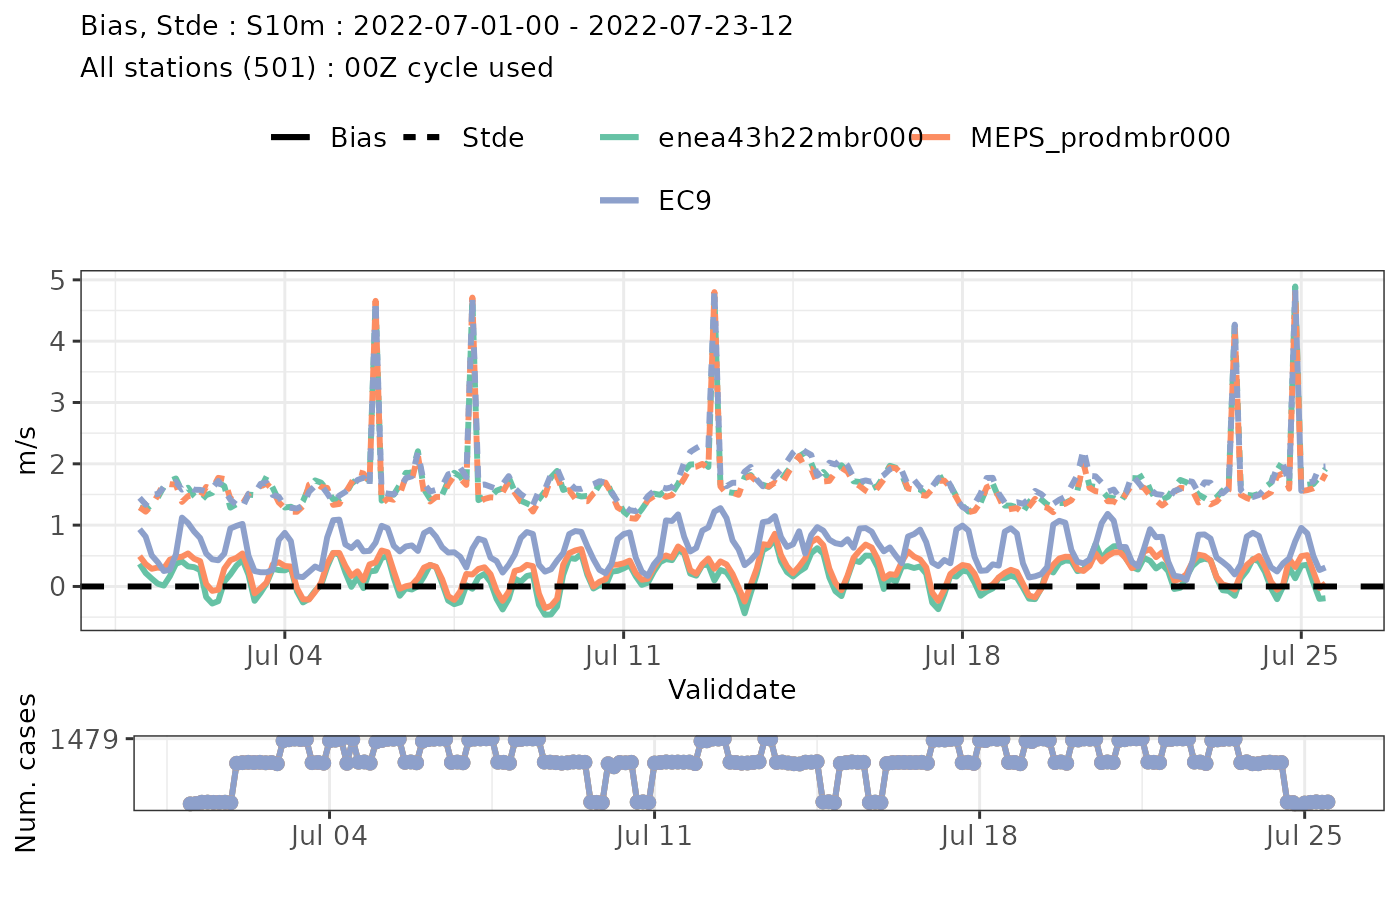 Bias, Stde : S10m : 2022-07-01-00 - 2022-07-23-12
All stations (501) : 00Z cycle used
Bias Stde enea43h22mbr000 MEPS_prodmbr000
EC9
5
4
3
2
1
0
m/s
Jul 04 Jul 11 Jul 18 Jul 25
Validdate
1479
Num. cases
Jul 04 Jul 11 Jul 18 Jul 25